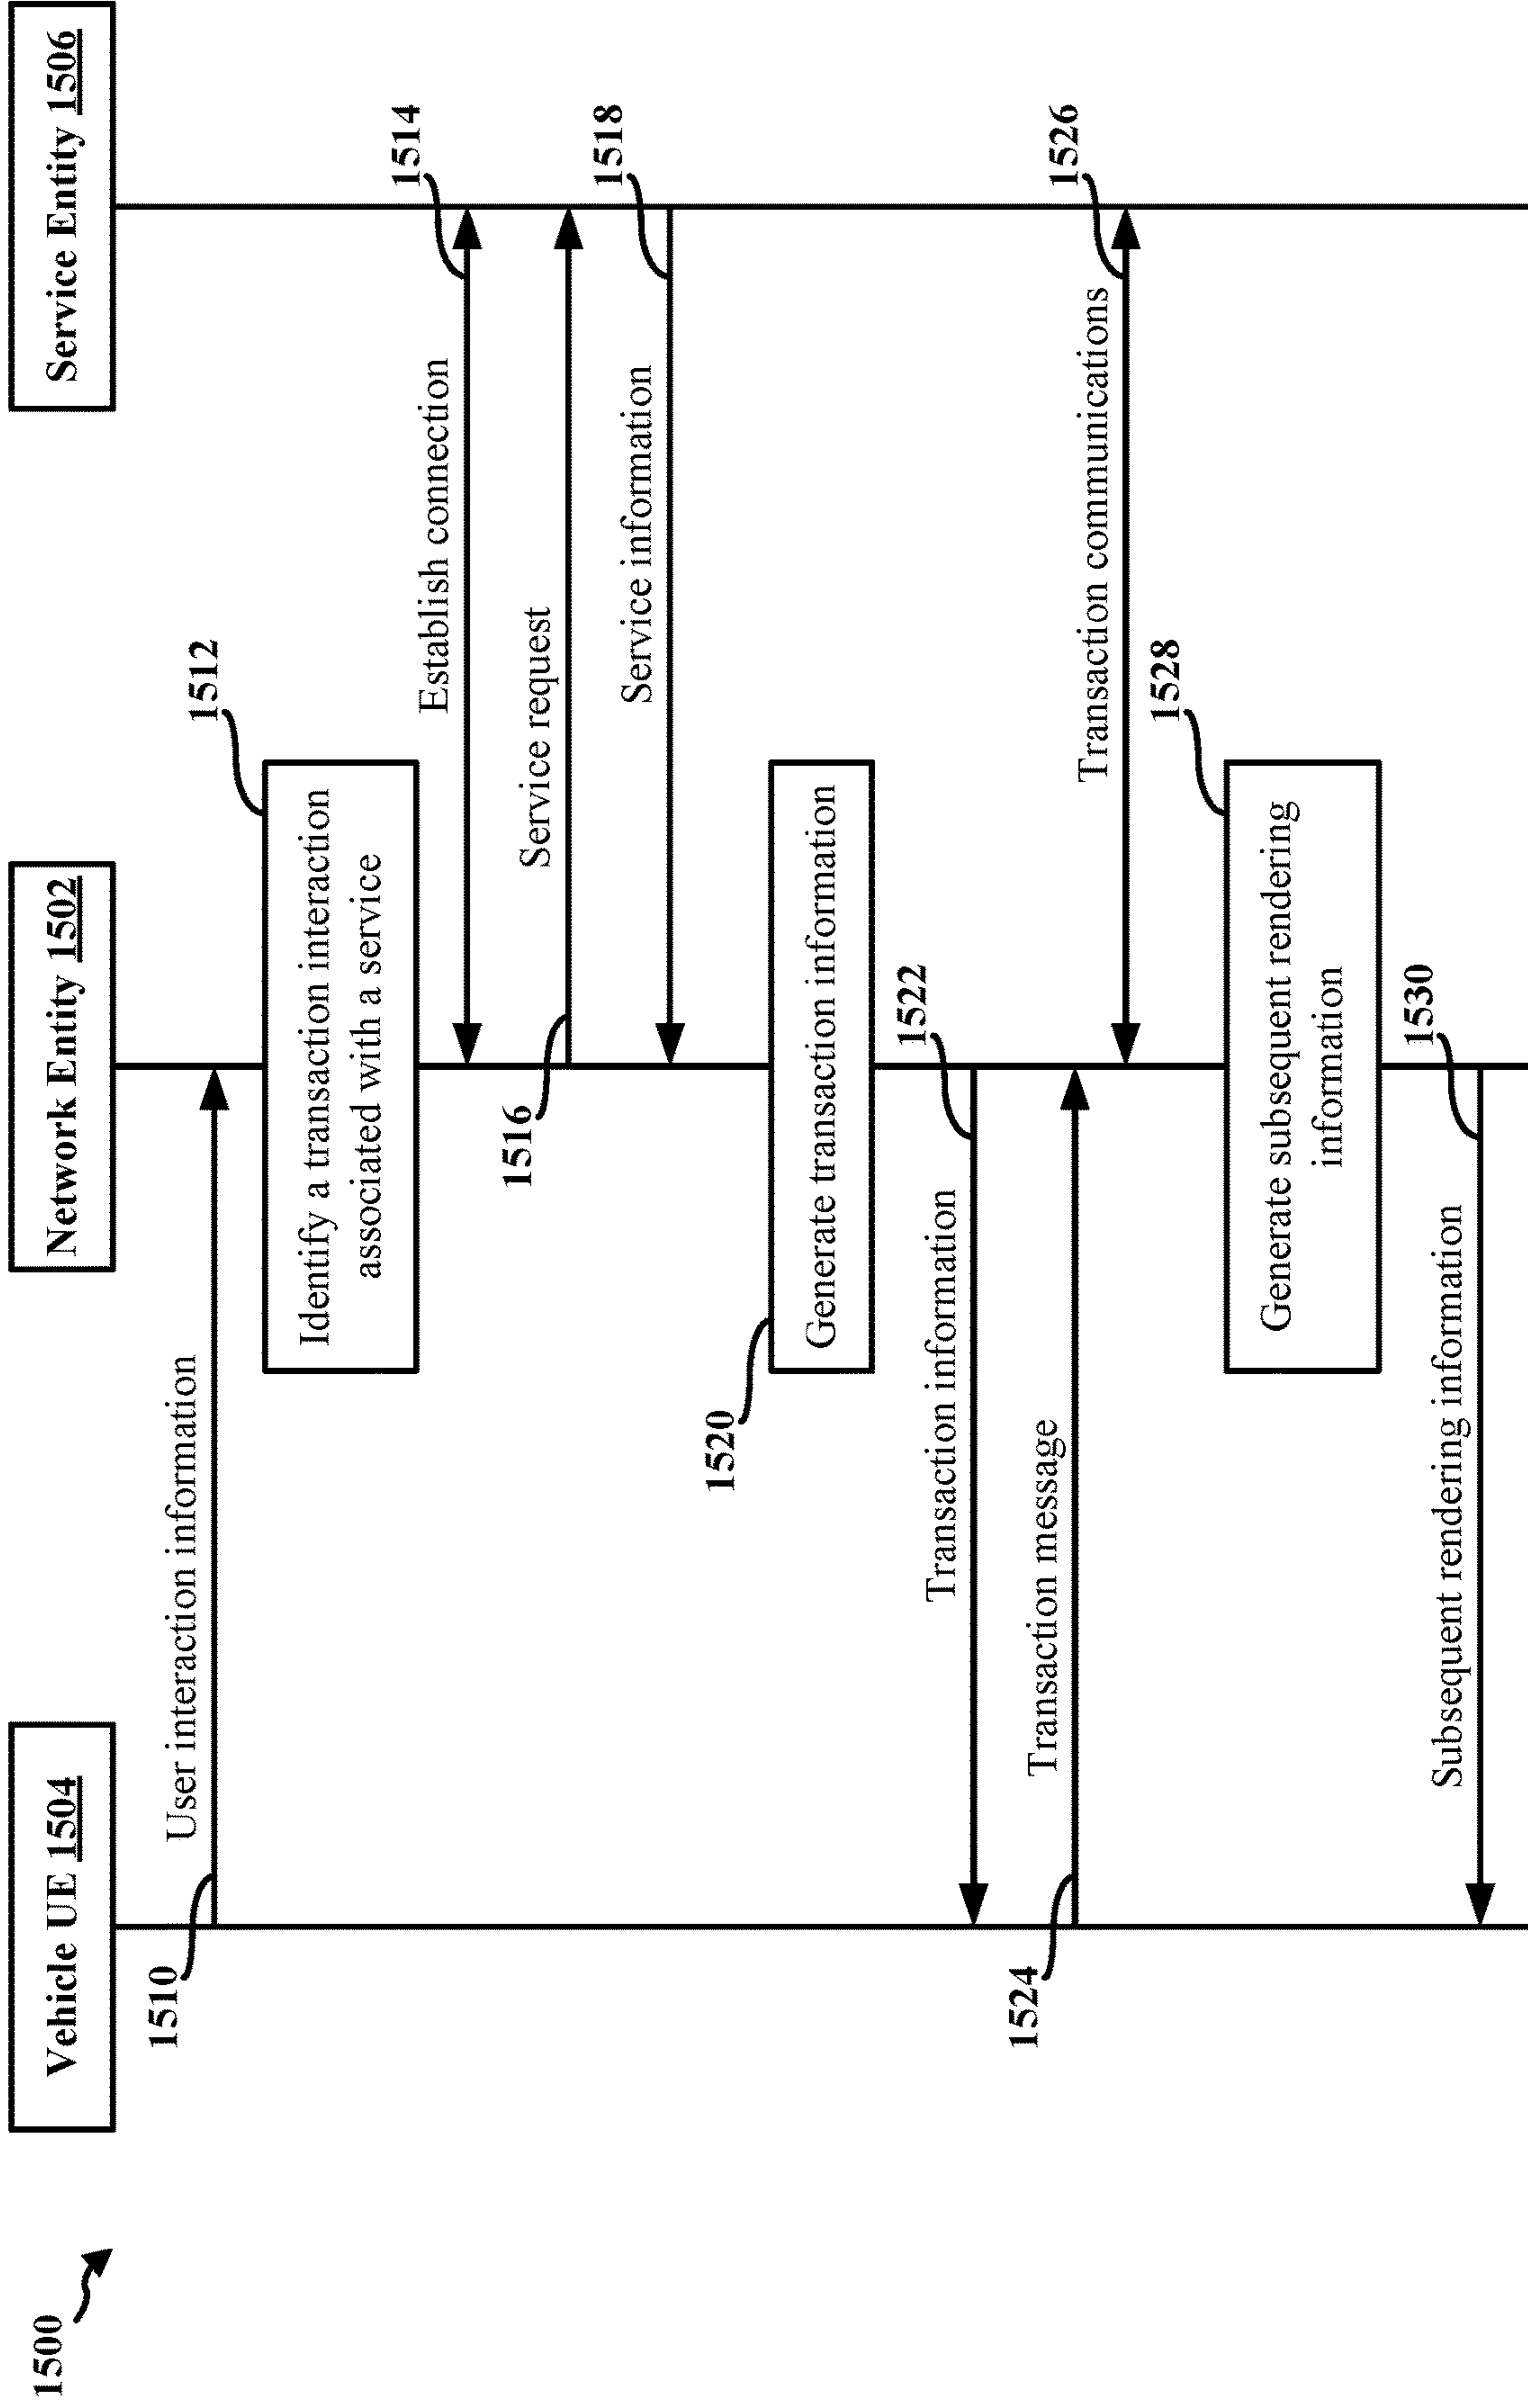 1500
Vehicle UE 1504
Network Entity 1502
Service Entity 1506
1510
User interaction information
1512
Identify a transaction interaction
associated with a service
1514
Establish connection
1516
Service request
1518
Service information
1520
Generate transaction information
1522
Transaction information
1524
Transaction message
1526
Transaction communications
1528
Generate subsequent rendering
information
1530
Subsequent rendering information